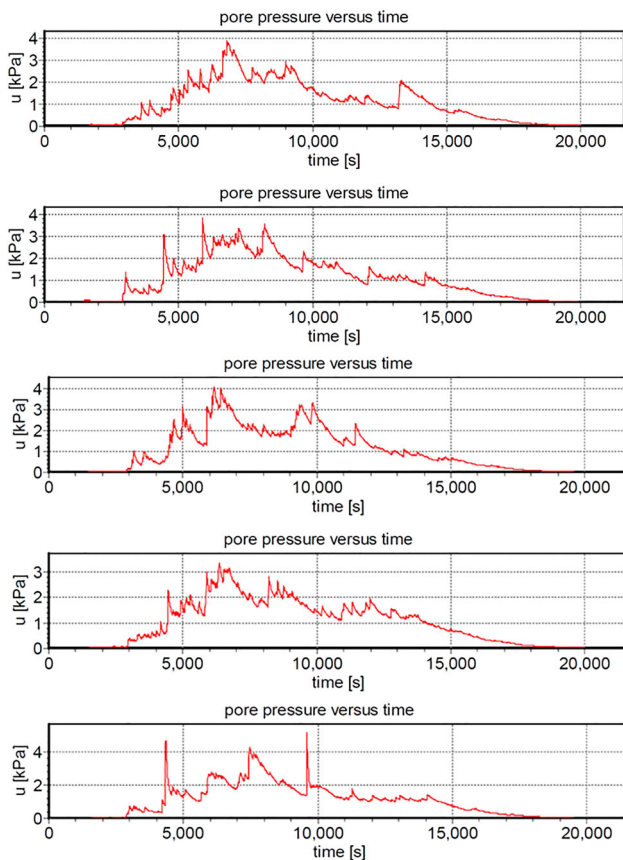 pore pressure versus time
u [kPa]
4
3
2
1
0
0 5,000 10,000 15,000 20,000
time [s]
pore pressure versus time
u [kPa]
4
3
2
1
0
0 5,000 10,000 15,000 20,000
time [s]
pore pressure versus time
u [kPa]
4
3
2
1
0
0 5,000 10,000 15,000 20,000
time [s]
pore pressure versus time
u [kPa]
3
2
1
0
0 5,000 10,000 15,000 20,000
time [s]
pore pressure versus time
u [kPa]
4
2
0
0 5,000 10,000 15,000 20,000
time [s]